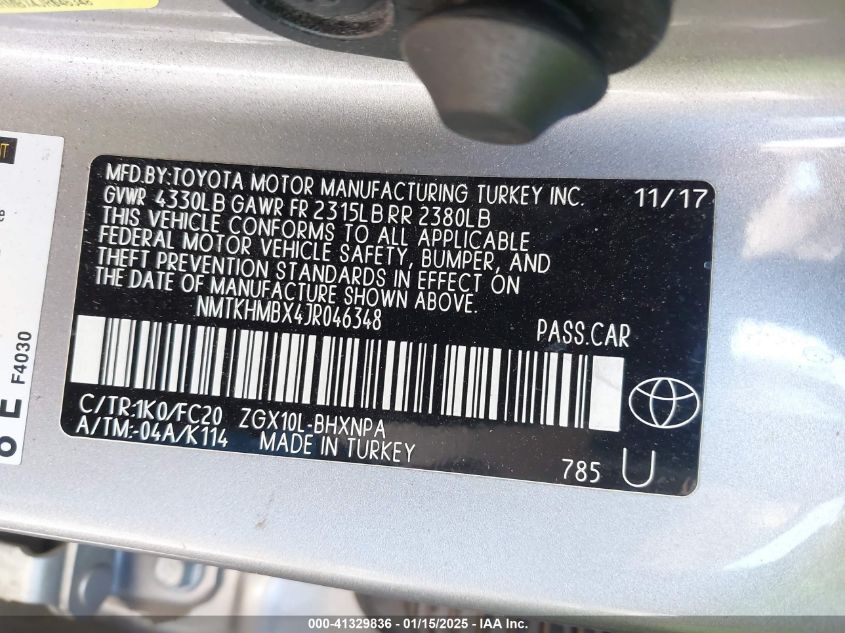 MFD.BY:TOYOTA MOTOR MANUFACTURING TURKEY INC. 11/17
GVWR 4330LB GAWR FR 2315LB RR 2380LB
THIS VEHICLE CONFORMS TO ALL APPLICABLE
FEDERAL MOTOR VEHICLE SAFETY, BUMPER, AND
THEFT PREVENTION STANDARDS IN EFFECT ON
THE DATE OF MANUFACTURE SHOWN ABOVE.
NMTKHMBX4JR046348 PASS.CAR
C/TR:1K0/FC20 ZGX10L-BHXNPA
A/TM:-04A/K114 MADE IN TURKEY
785 U
F4030
000-41329836 - 01/15/2025 - IAA Inc.